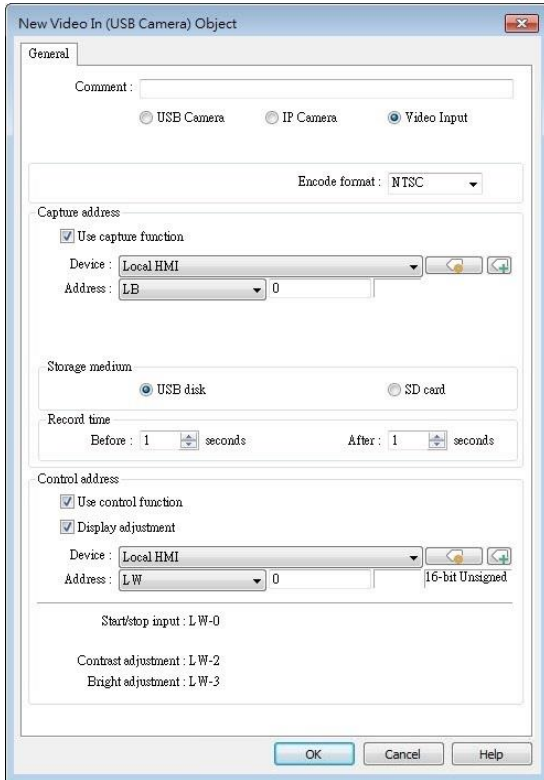 New Video In (USB Camera) Object
General
Comment :
USB Camera IP Camera Video Input
Encode format : NTSC
Capture address
Use capture function
Device : Local HMI
Address : LB 0
Storage medium
USB disk SD card
Record time
Before : 1 seconds After : 1 seconds
Control address
Use control function
Display adjustment
Device : Local HMI
Address : LW 0 16-bit Unsigned
Start/stop input : LW-0
Contrast adjustment : LW-2
Bright adjustment : LW-3
OK Cancel Help